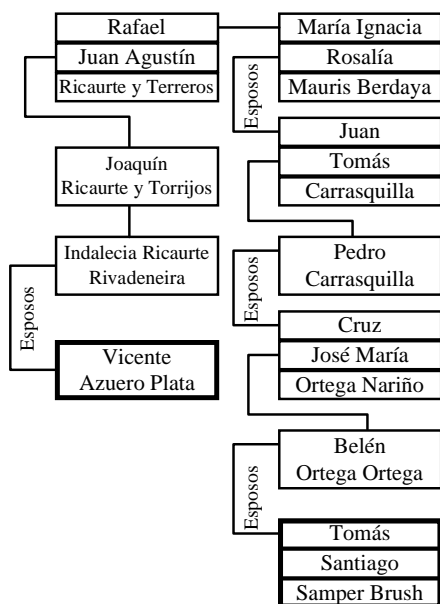 Rafael
Juan Agustín
Ricaurte y Terreros
Joaquín
Ricaurte y Torrijos
Indalecia Ricaurte
Rivadeneira
Esposos
Vicente
Azuero Plata
María Ignacia
Rosalía
Mauris Berdaya
Esposos
Juan
Tomás
Carrasquilla
Pedro
Carrasquilla
Esposos
Cruz
José María
Ortega Nariño
Belén
Ortega Ortega
Esposos
Tomás
Santiago
Samper Brush